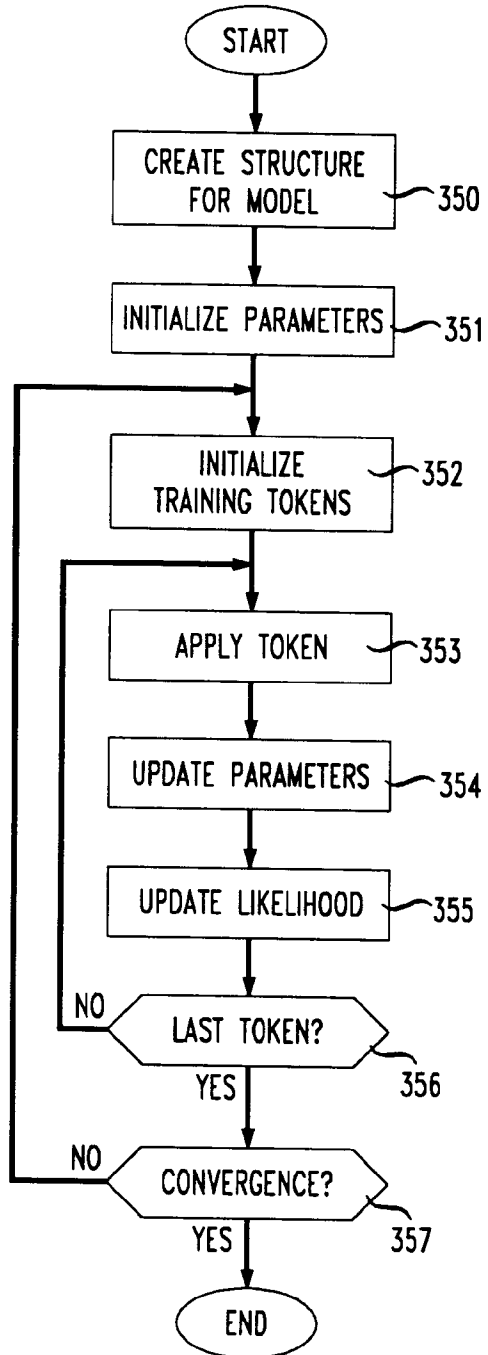 START
CREATE STRUCTURE
FOR MODEL
350
INITIALIZE PARAMETERS
351
INITIALIZE
TRAINING TOKENS
352
APPLY TOKEN
353
UPDATE PARAMETERS
354
UPDATE LIKELIHOOD
355
NO
LAST TOKEN?
356
YES
NO
CONVERGENCE?
357
YES
END